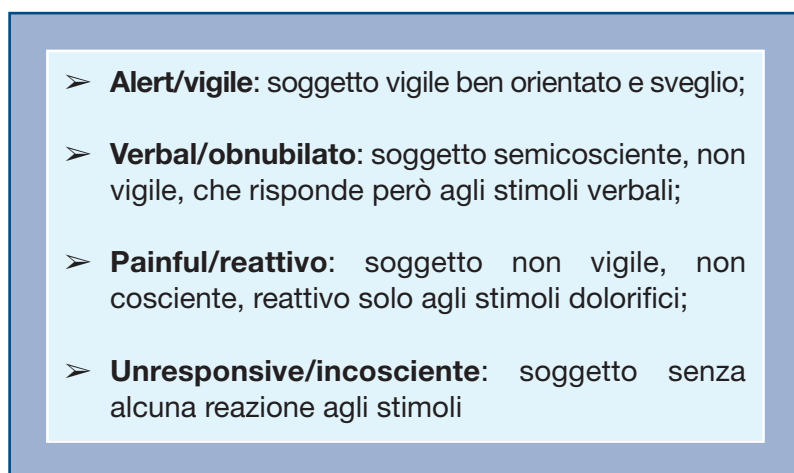 ➢ Alert/vigile: soggetto vigile ben orientato e sveglio;
➢ Verbal/obnubilato: soggetto semicosciente, non
vigile, che risponde però agli stimoli verbali;
➢ Painful/reattivo: soggetto non vigile, non
cosciente, reattivo solo agli stimoli dolorifici;
➢ Unresponsive/incosciente: soggetto senza
alcuna reazione agli stimoli